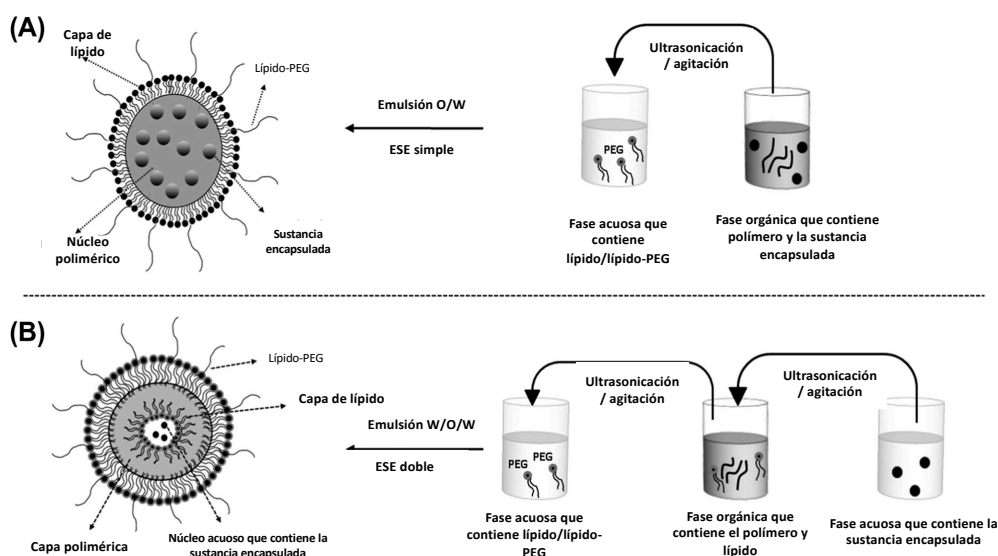 (A)
Capa de
lípido
Lípido-PEG
Núcleo
polimérico
Sustancia
encapsulada
Emulsión O/W
ESE simple
Ultrasonicación
/ agitación
PEG
Fase acuosa que
contiene
lípido/lípido-PEG
Fase orgánica que contiene
polímero y la sustancia
encapsulada
(B)
Lípido-PEG
Capa de lípido
Capa polimérica
Núcleo acuoso que contiene la
sustancia encapsulada
Emulsión W/O/W
ESE doble
Ultrasonicación
/ agitación
Ultrasonicación
/ agitación
PEG
PEG
Fase acuosa que
contiene lípido/lípido-
PEG
Fase orgánica que
contiene el polímero y
lípido
Fase acuosa que contiene la
sustancia encapsulada